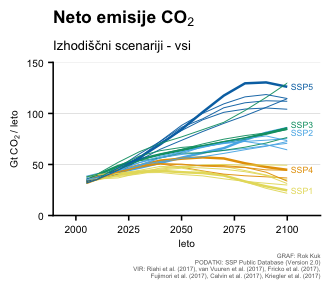 Neto emisije CO₂
Izhodiščni scenariji - vsi
Gt CO₂ / leto
150
100
50
0
SSP5
SSP3
SSP2
SSP4
SSP1
2000
2025
2050
2075
2100
leto
GRAF: Rok Kuk
PODATKI: SSP Public Database (Version 2.0)
VIR: Riahi et al. (2017), van Vuuren et al. (2017), Fricko et al. (2017),
Fujimori et al. (2017), Calvin et al. (2017), Kriegler et al. (2017)